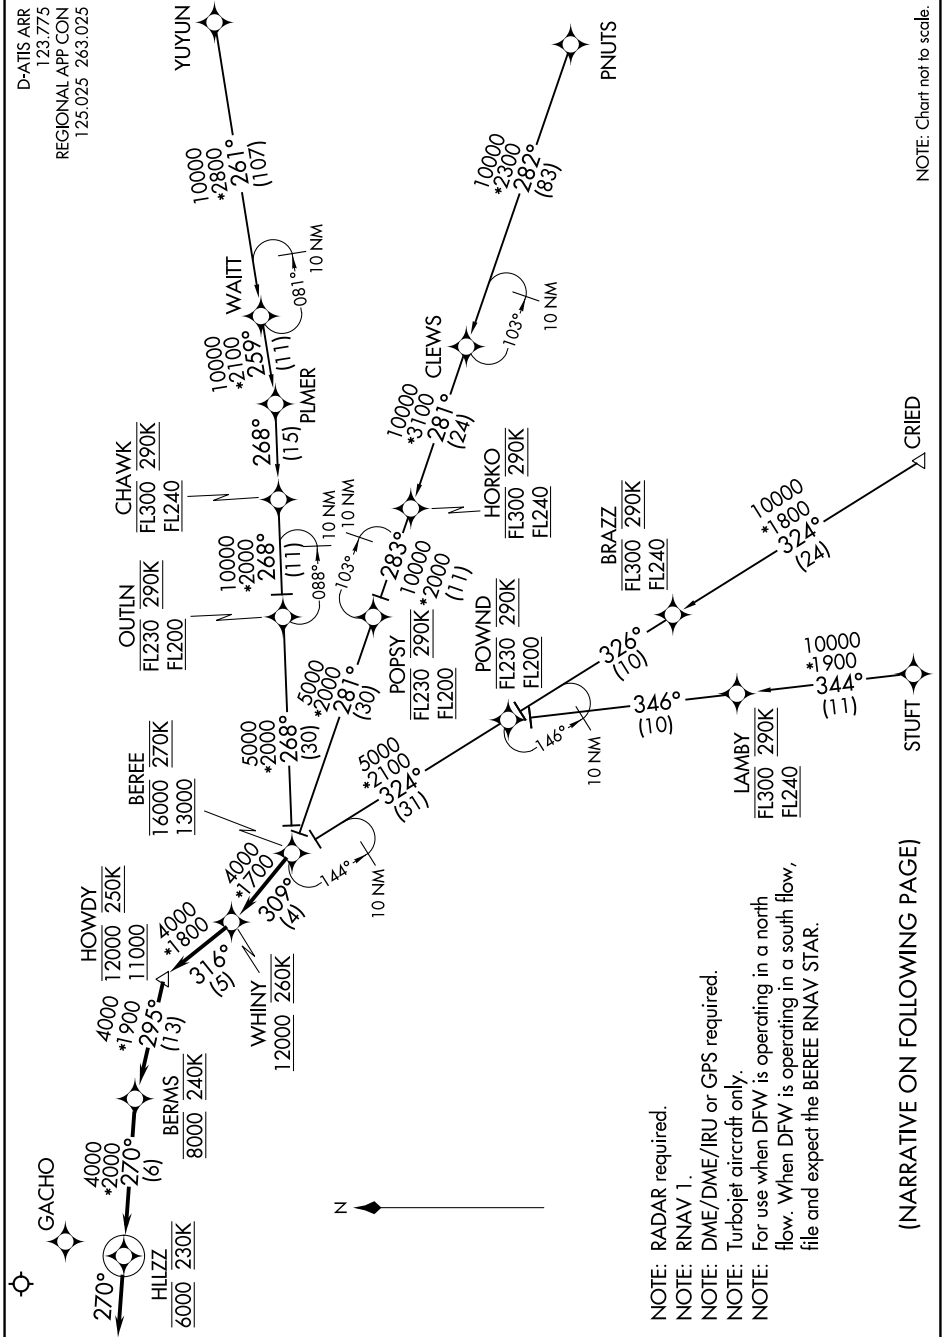 D-ATIS ARR
123.775
REGIONAL APP CON
125.025 263.025
YUYUN
10000
*2800
261°
(107)
WAITT
081°
10 NM
10000
*2100
259°
(11)
PLMER
268°
(15)
CHAWK
FL300 290K
FL240
10000
*2000
268°
(11)
088°
10 NM
OUTLN
FL230 290K
FL200
5000
*2000
268°
(30)
PNUTS
10000
*2300
282°
(83)
CLEWS
103°
10 NM
10000
*3100
281°
(24)
HORKO
FL300 290K
FL240
10000
*2000
283°
(11)
103°
10 NM
POPSY
FL230 290K
FL200
5000
*2000
281°
(30)
CRIED
10000
*1800
324°
(24)
BRAZZ
FL300 290K
FL240
326°
(10)
STUFT
10000
*1900
344°
(11)
LAMBY
FL300 290K
FL240
346°
(10)
POWND
FL230 290K
FL200
146°
10 NM
5000
*2100
324°
(31)
BEREE
16000 270K
13000
144°
10 NM
4000
*1700
309°
(4)
WHINY
12000 260K
4000
*1800
316°
(5)
HOWDY
12000 250K
11000
4000
*1900
295°
(13)
BERMS
8000 240K
4000
*2000
270°
(6)
GACHO
HLIZZ
6000 230K
270°
N
NOTE: RADAR required.
NOTE: RNAV 1.
NOTE: DME/DME/IRU or GPS required.
NOTE: Turbojet aircraft only.
NOTE: For use when DFW is operating in a north
flow. When DFW is operating in a south flow,
file and expect the BEREE RNAV STAR.
(NARRATIVE ON FOLLOWING PAGE)
NOTE: Chart not to scale.